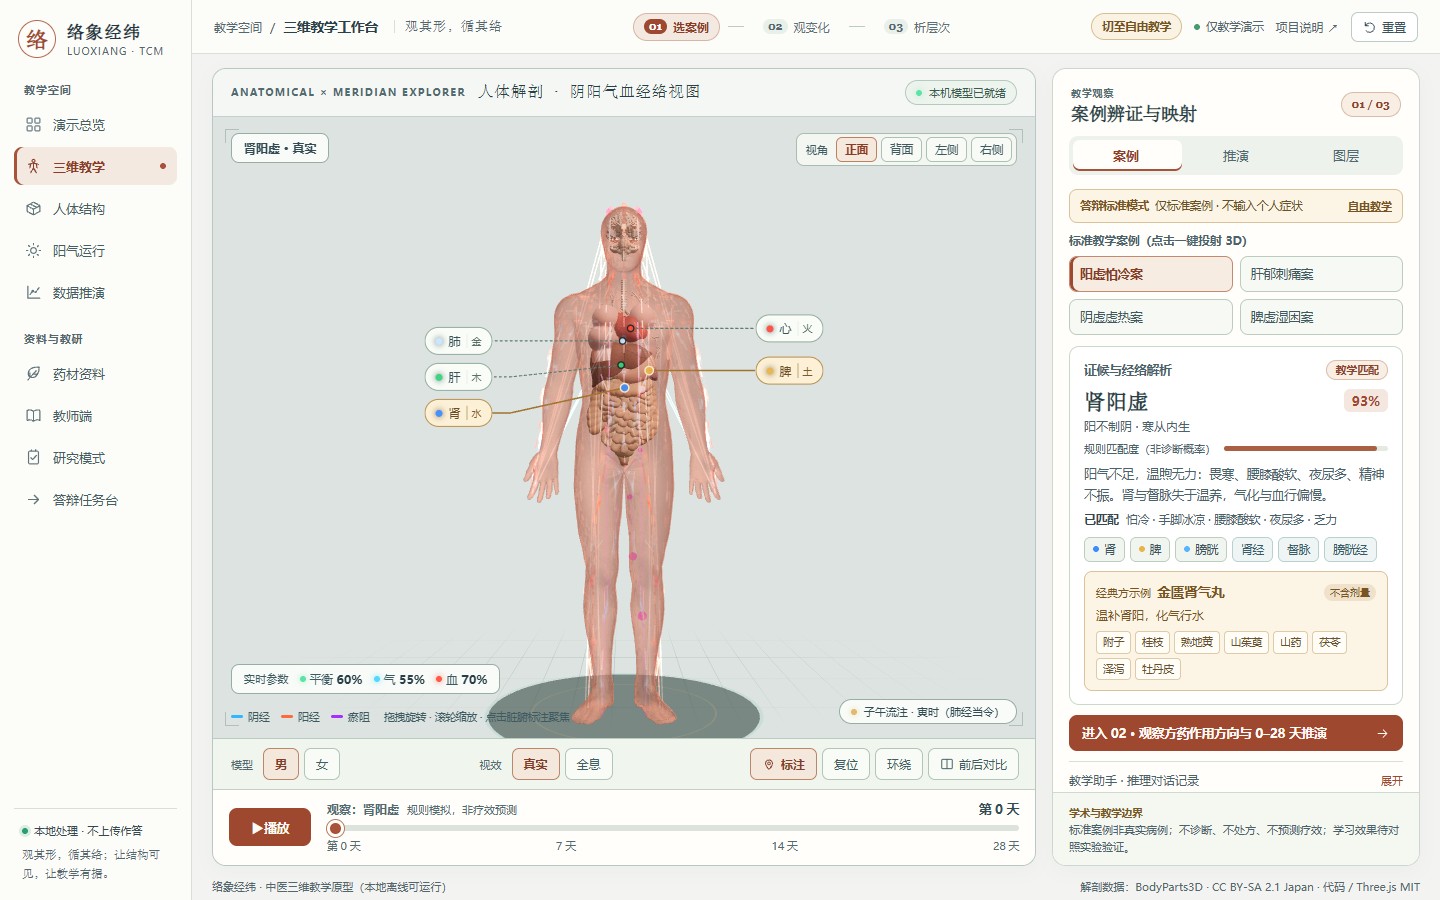 络
络象经纬
LUOXIANG · TCM
教学空间
演示总览
三维教学
人体结构
阳气运行
数据推演
资料与教研
药材资料
教师端
研究模式
答辩任务台
本地处理 · 不上传作答
观其形，循其络；让结构可
见，让教学有据。
教学空间 / 三维教学工作台 观其形，循其络
01 选案例
02 观变化
03 析层次
切至自由教学
仅教学演示
项目说明 ↗
重置
ANATOMICAL × MERIDIAN EXPLORER 人体解剖 · 阴阳气血经络视图
本机模型已就绪
肾阳虚 • 真实
视角 正面 背面 左侧 右侧
肺 金
肝 木
肾 水
心 火
脾 土
实时参数 平衡 60% 气 55% 血 70%
阴经 阳经 瘀阻 拖拽旋转 · 滚轮缩放 · 点击脏腑标注聚焦
子午流注 · 寅时（肺经当令）
模型 男 女
视效 真实 全息
标注 复位 环绕 前后对比
▶播放
观察：肾阳虚 规则模拟，非疗效预测
第 0 天
第 0 天 7 天 14 天 28 天
络象经纬 · 中医三维教学原型（本地离线可运行）
教学观察
案例辨证与映射
01 / 03
案例 推演 图层
答辩标准模式 仅标准案例 · 不输入个人症状 自由教学
标准教学案例（点击一键投射 3D）
阳虚怕冷案
肝郁刺痛案
阴虚虚热案
脾虚湿困案
证候与经络解析
教学匹配
肾阳虚
93%
阳不制阴 · 寒从内生
规则匹配度（非诊断概率）
阳气不足，温煦无力：畏寒、腰膝酸软、夜尿多、精神
不振。肾与督脉失于温养，气化与血行偏慢。
已匹配 怕冷 · 手脚冰凉 · 腰膝酸软 · 夜尿多 · 乏力
肾 脾 膀胱 肾经 督脉 膀胱经
经典方示例 金匮肾气丸
不含剂量
温补肾阳，化气行水
附子 桂枝 熟地黄 山茱萸 山药 茯苓
泽泻 牡丹皮
进入 02 • 观察方药作用方向与 0–28 天推演 →
教学助手 · 推理对话记录
展开
学术与教学边界
标准案例非真实病例；不诊断、不处方、不预测疗效；学习效果待对
照实验验证。
解剖数据：BodyParts3D · CC BY-SA 2.1 Japan · 代码 / Three.js MIT